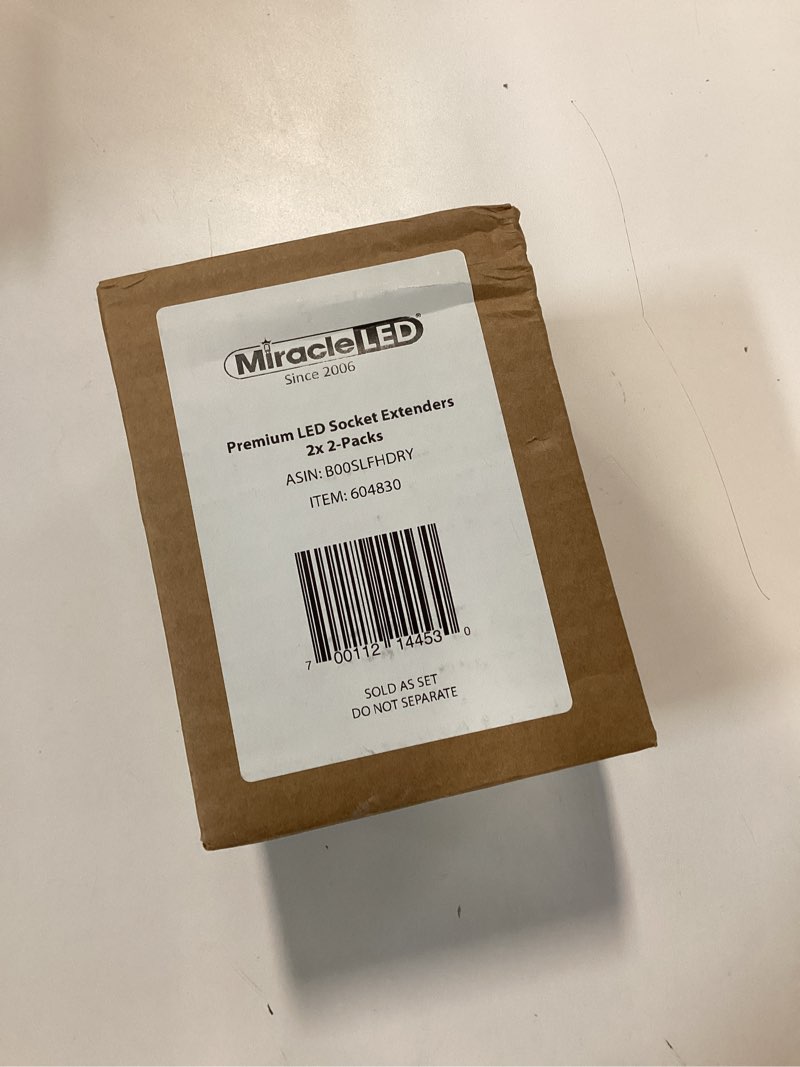 MiracleLED®
Since 2006
Premium LED Socket Extenders
2x 2-Packs
ASIN: B00SLFHDRY
ITEM: 604830
7 00112 14453 0
SOLD AS SET
DO NOT SEPARATE